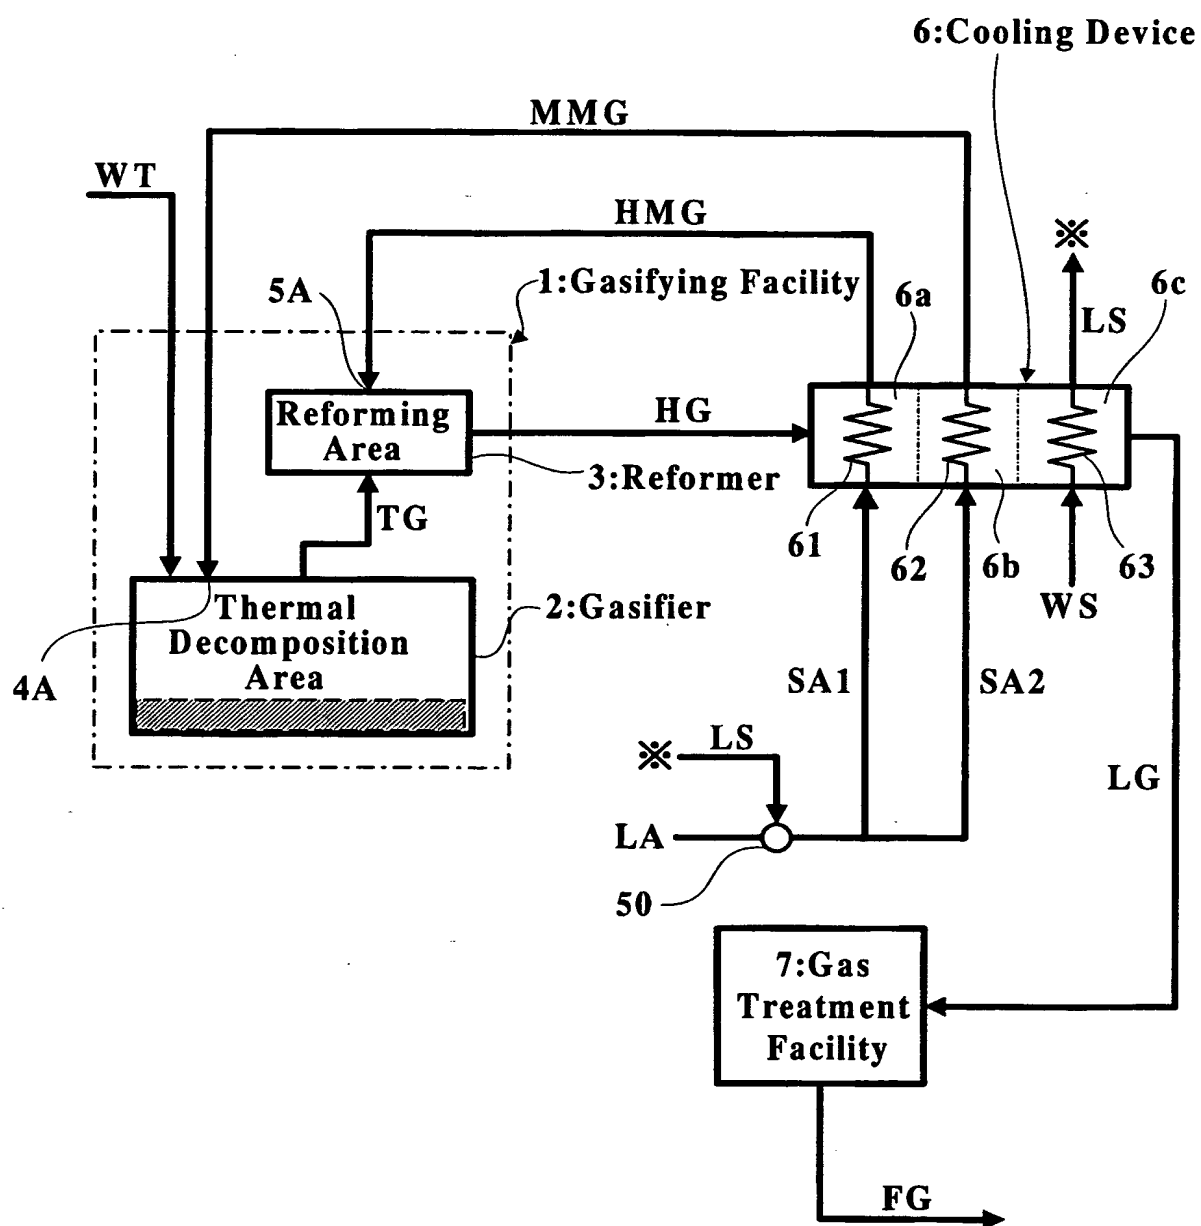 6:Cooling Device
MMG
WT
HMG
※
5A
1:Gasifying Facility
6a
LS
6c
Reforming
Area
HG
3:Reformer
TG
61
62
6b
63
WS
Thermal
Decomposition
Area
2:Gasifier
4A
SA1
SA2
※
LS
LG
LA
50
7:Gas
Treatment
Facility
FG